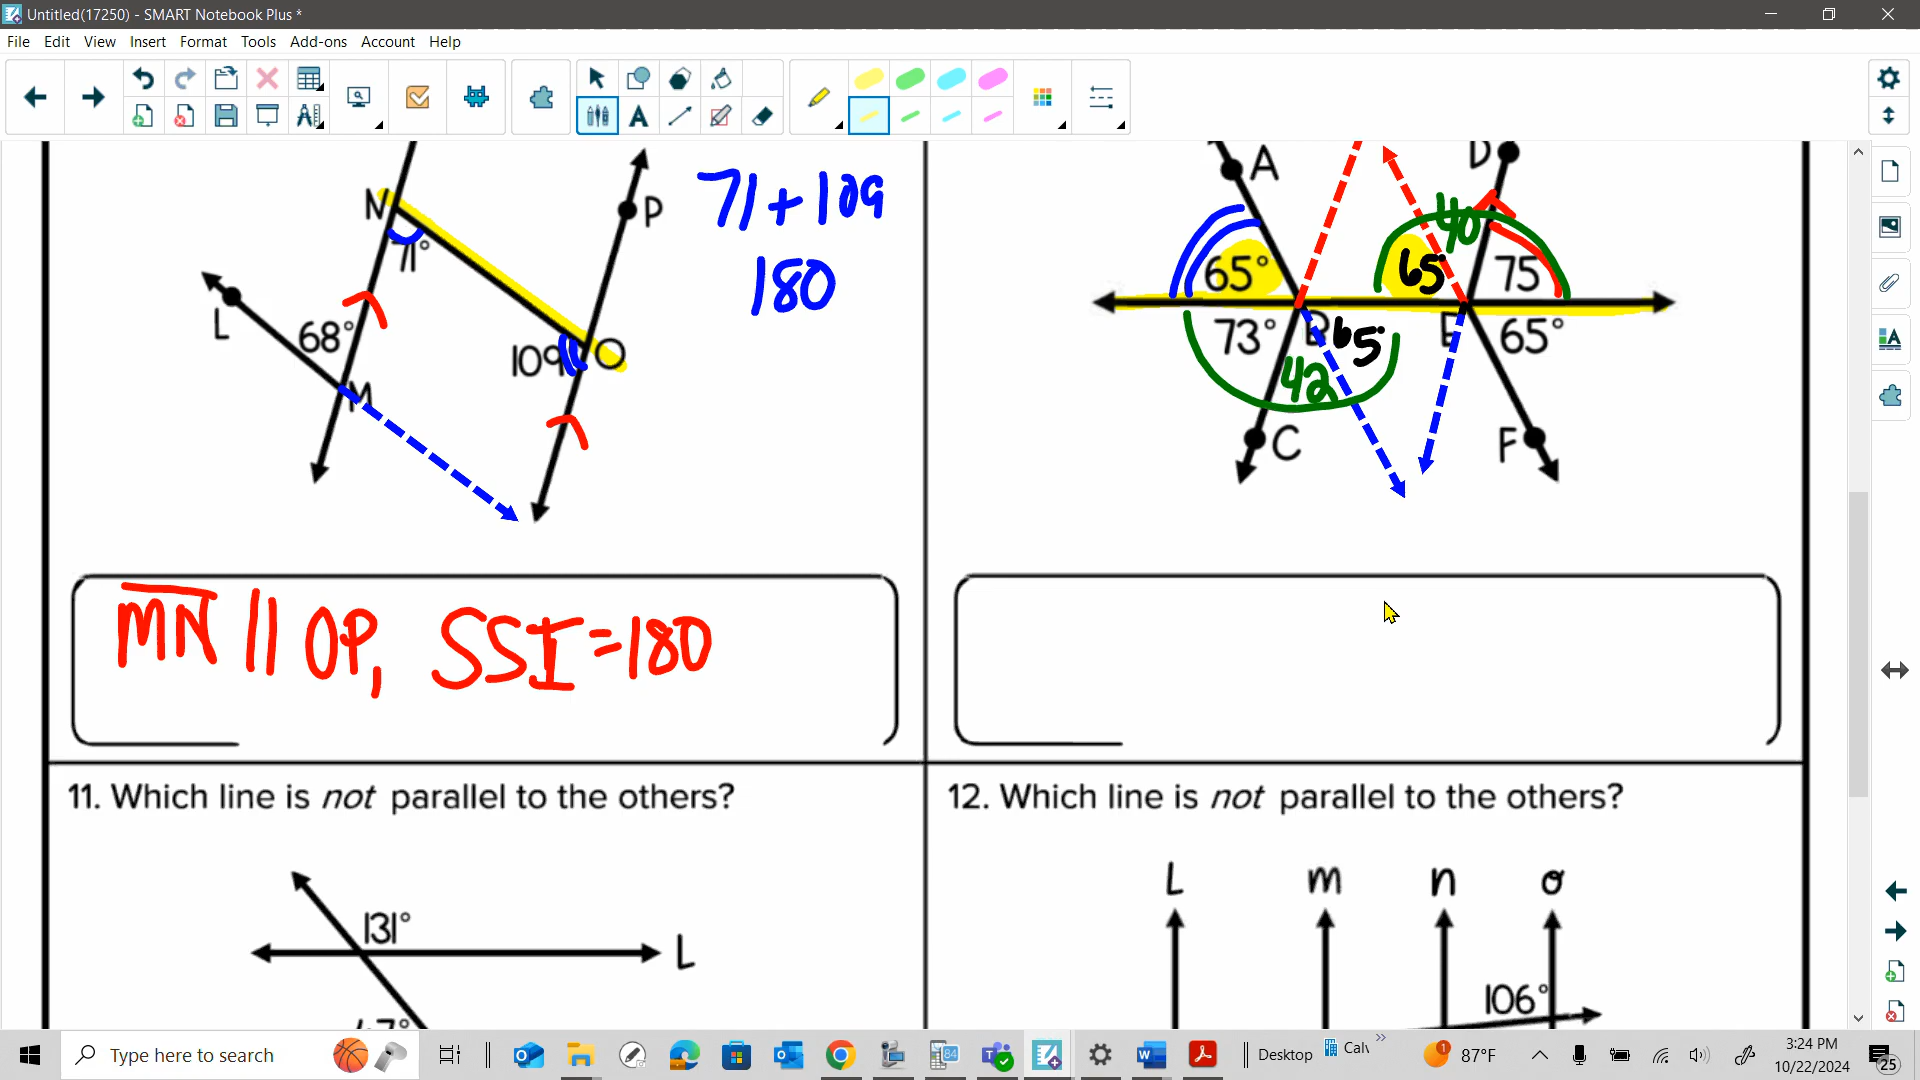 Untitled(17250) - SMART Notebook Plus *
File Edit View Insert Format Tools Add-ons Account Help
N
71°
P
L
68°
M
109
O
71 + 109
180
A
D
65°
65
40
75
B
E
73°
65°
65°
42
C
F
MN || OP, SSI = 180
11. Which line is not parallel to the others?
131°
L
12. Which line is not parallel to the others?
L m n o
106°
Type here to search
84
Desktop
Calv
»
1
87°F
3:24 PM
10/22/2024
25